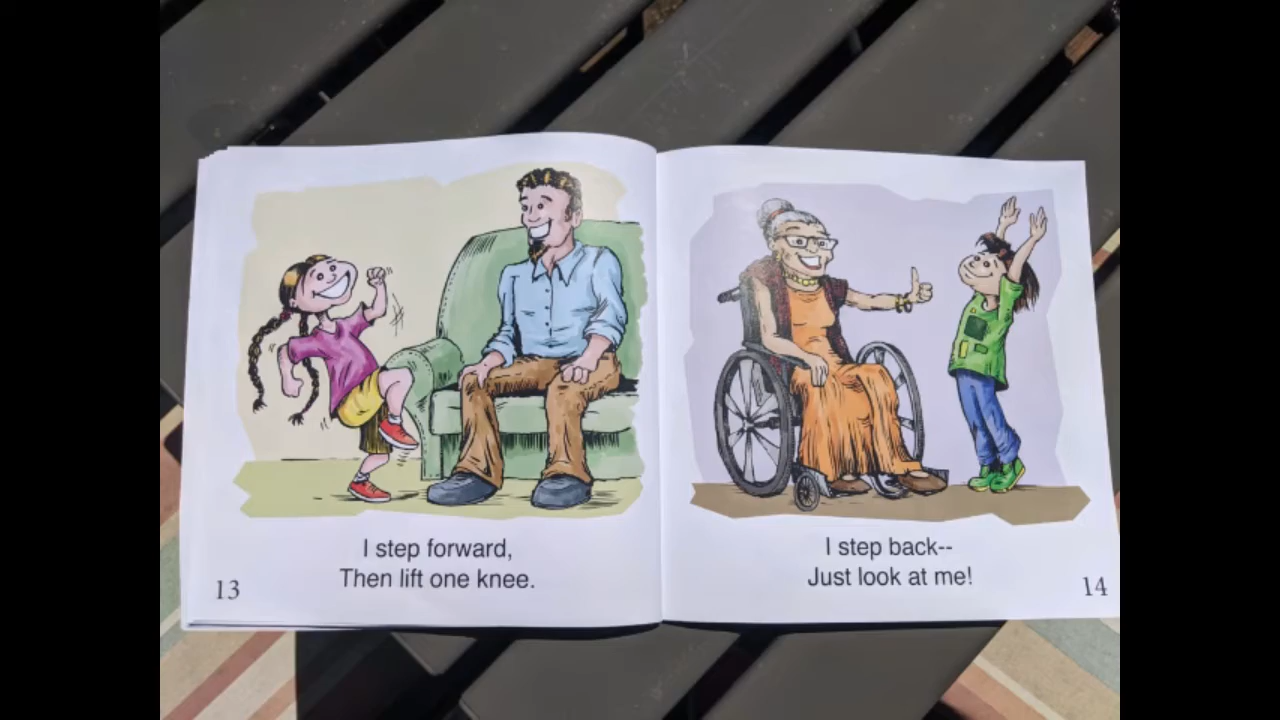 I step forward,
Then lift one knee.
13
I step back--
Just look at me!
14